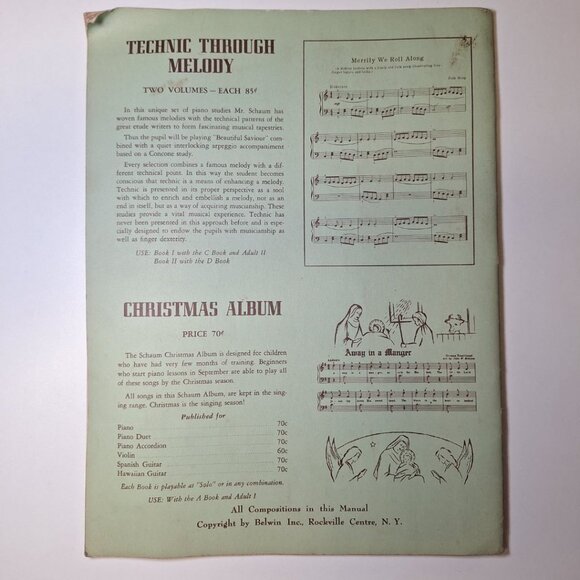 TECHNIC THROUGH
MELODY
TWO VOLUMES — EACH 85¢
In this unique set of piano studies Mr. Schaum has
woven famous melodies with the technical patterns of the
great etude writers to form fascinating musical tapestries.
Thus the pupil will be playing "Beautiful Saviour" com-
bined with a quiet interlocking arpeggio accompaniment
based on a Concone study.
Every selection combines a famous melody with a dif-
ferent technical point. In this way the student becomes
conscious that technic is a means of enhancing a melody.
Technic is presented in its proper perspective as a tool
with which to enrich and embellish a melody, not as an
end in itself, but as a way of acquiring musicianship. These
studies provide a vital musical experience. Technic has
never been presented in this approach before and is espe-
cially designed to endow the pupils with musicianship as
well as finger dexterity.
USE: Book I with the C Book and Adult II
Book II with the D Book
Merrily We Roll Along
Folk Song
CHRISTMAS ALBUM
PRICE 70¢
The Schaum Christmas Album is designed for children
who have had very few months of training. Beginners
who start piano lessons in September are able to play all
of these songs by the Christmas season.
All songs in this Schaum Album, are kept in the sing-
ing range. Christmas is the singing season!
Published for
Piano 70c
Piano Duet 70c
Piano Accordion 70c
Violin 60c
Spanish Guitar 70c
Hawaiian Guitar 70c
Each Book is playable as "Solo" or in any combination.
USE: With the A Book and Adult I
Away in a Manger
All Compositions in this Manual
Copyright by Belwin Inc., Rockville Centre, N. Y.